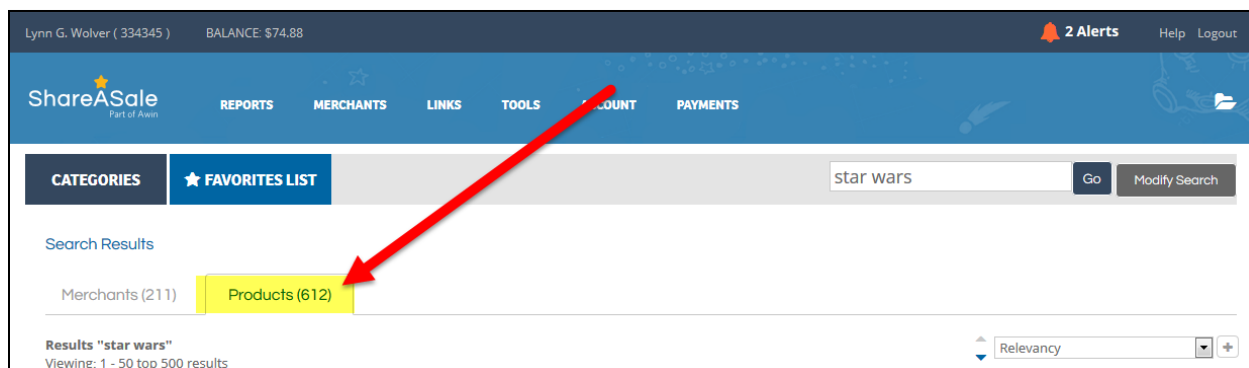 Lynn G. Wolver ( 334345 ) BALANCE: $74.88 2 Alerts Help Logout
ShareASale
Part of Awin
REPORTS MERCHANTS LINKS TOOLS ACCOUNT PAYMENTS
CATEGORIES FAVORITES LIST star wars Go Modify Search
Search Results
Merchants (211) Products (612)
Results "star wars"
Relevancy
Viewing: 1 - 50 top 500 results